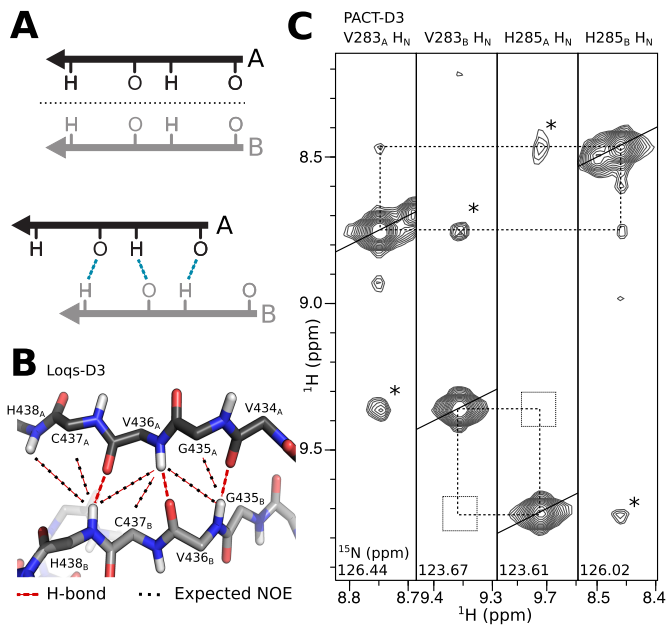 A
A
H O H O
H O H O
B
A
H O H O
H O H O
B
B
Loqs-D3
H438A
C437A
V436A
G435A
V434A
G435B
C437B
V436B
H438B
H-bond
Expected NOE
C
PACT-D3
V283A HN V283B HN H285A HN H285B HN
*
*
*
*
8.5
9.0
9.5
1H (ppm)
15N (ppm)
126.44 123.67 123.61 126.02
8.8 8.7 9.4 9.3 9.7 8.5 8.4
1H (ppm)